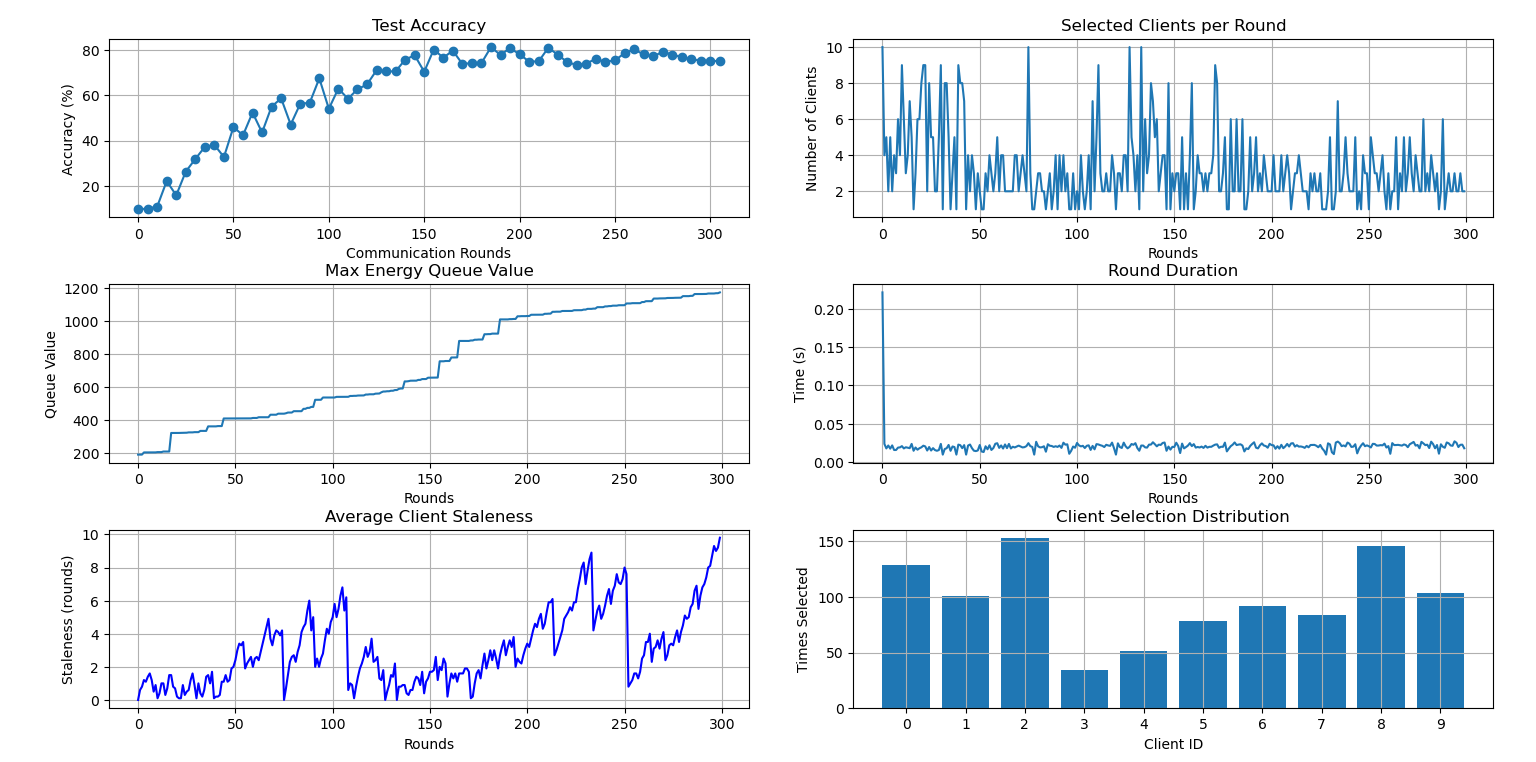 Test Accuracy
Accuracy (%)
80
60
40
20
0 50 100 150 200 250 300
Communication Rounds
Selected Clients per Round
Number of Clients
10
8
6
4
2
0 50 100 150 200 250 300
Rounds
Max Energy Queue Value
Queue Value
1200
1000
800
600
400
200
0 50 100 150 200 250 300
Rounds
Round Duration
Time (s)
0.20
0.15
0.10
0.05
0.00
0 50 100 150 200 250 300
Rounds
Average Client Staleness
Staleness (rounds)
10
8
6
4
2
0
0 50 100 150 200 250 300
Rounds
Client Selection Distribution
Times Selected
150
100
50
0
0 1 2 3 4 5 6 7 8 9
Client ID